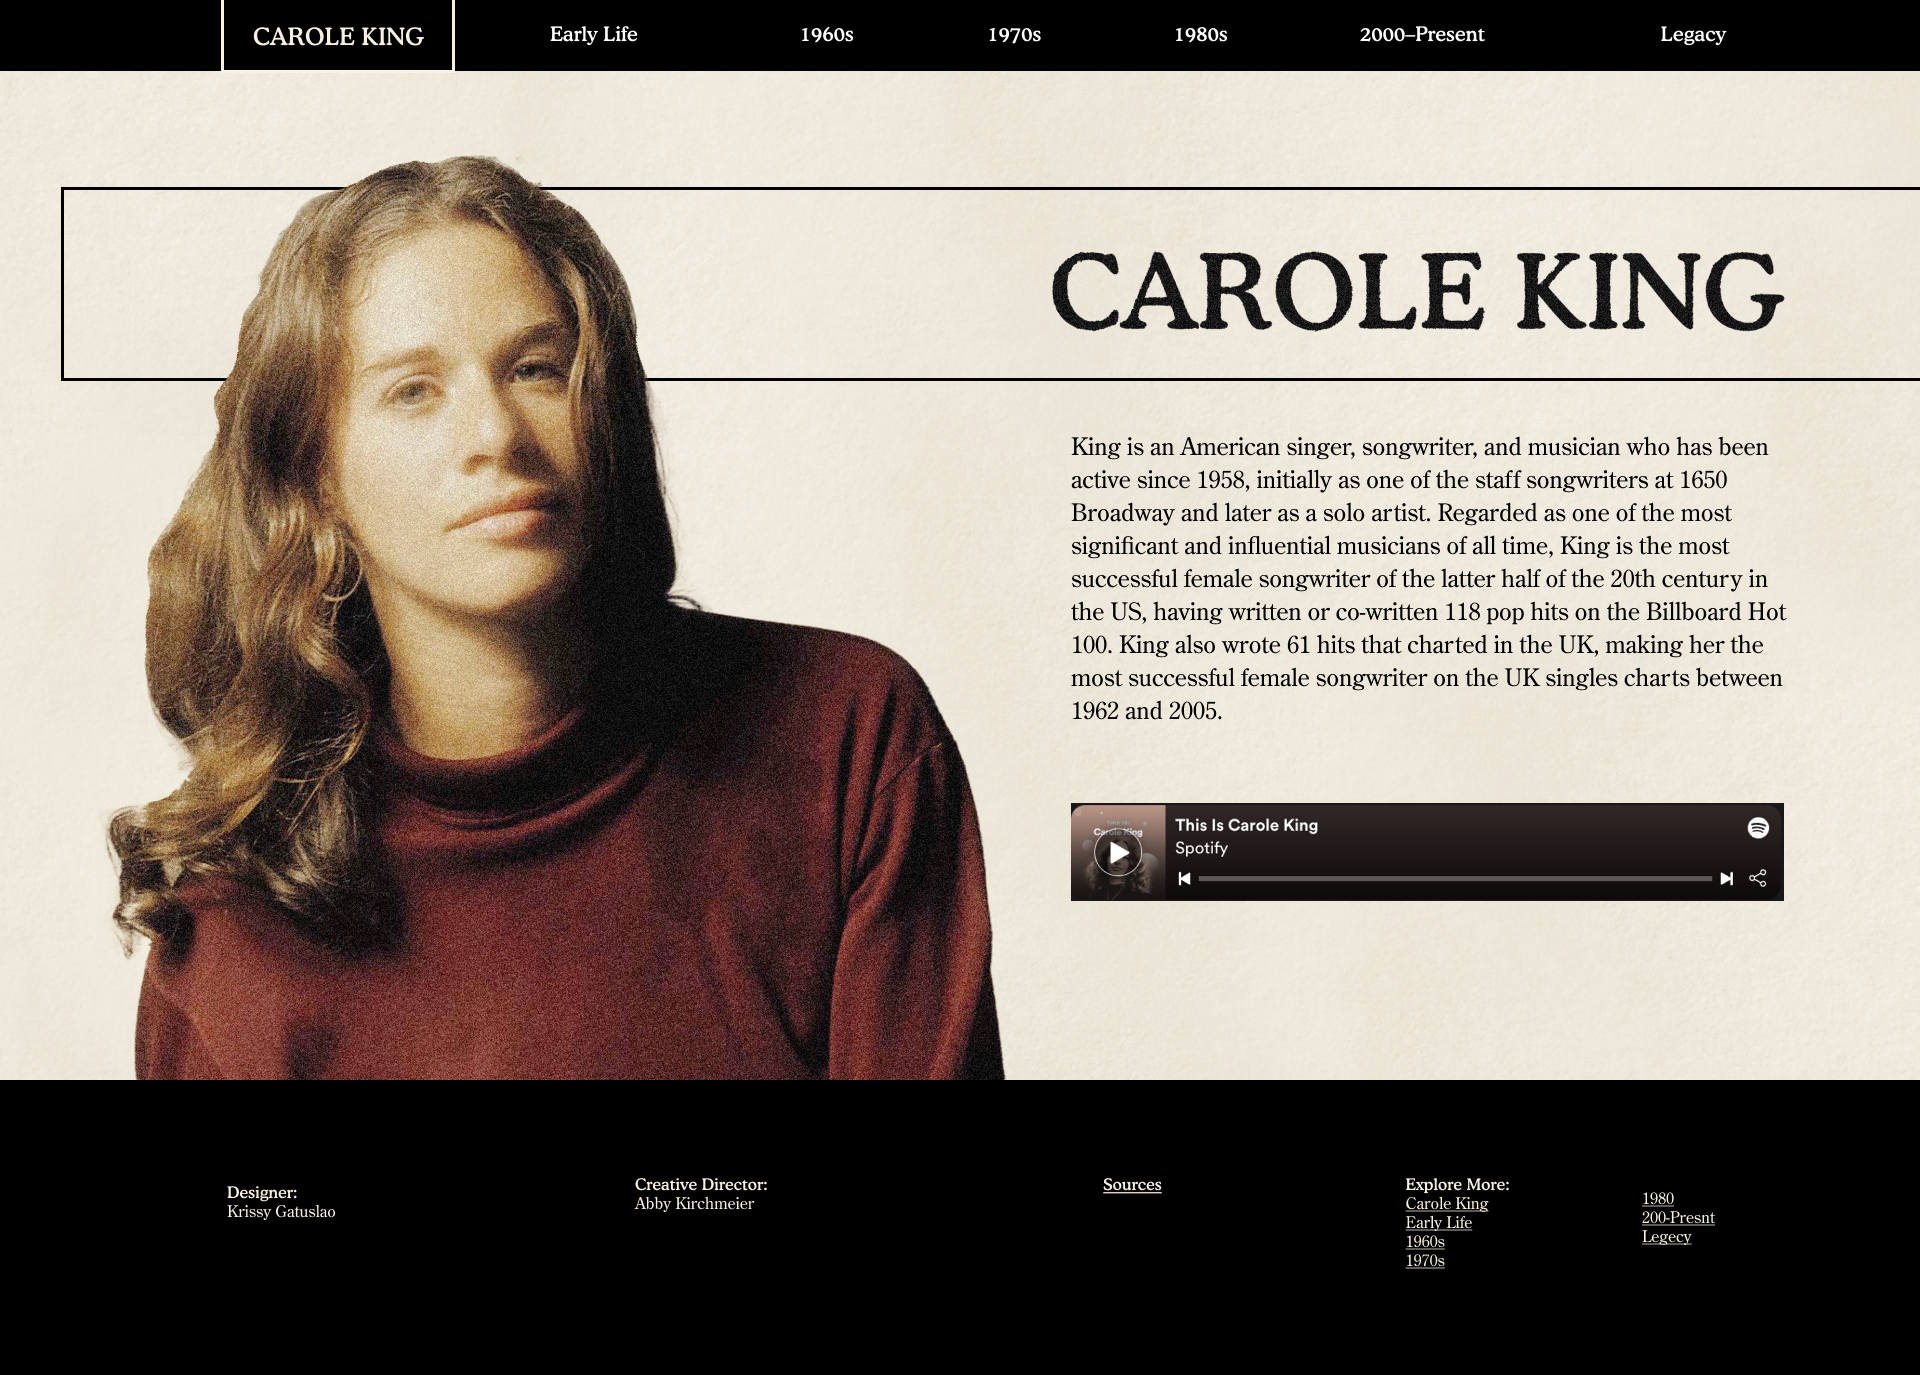 CAROLE KING
Early Life
1960s
1970s
1980s
2000–Present
Legacy
CAROLE KING
King is an American singer, songwriter, and musician who has been
active since 1958, initially as one of the staff songwriters at 1650
Broadway and later as a solo artist. Regarded as one of the most
significant and influential musicians of all time, King is the most
successful female songwriter of the latter half of the 20th century in
the US, having written or co-written 118 pop hits on the Billboard Hot
100. King also wrote 61 hits that charted in the UK, making her the
most successful female songwriter on the UK singles charts between
1962 and 2005.
THIS IS
Carole King
This Is Carole King
Spotify
Designer:
Krissy Gatuslao
Creative Director:
Abby Kirchmeier
Sources
Explore More:
Carole King
Early Life
1960s
1970s
1980
200-Presnt
Legecy